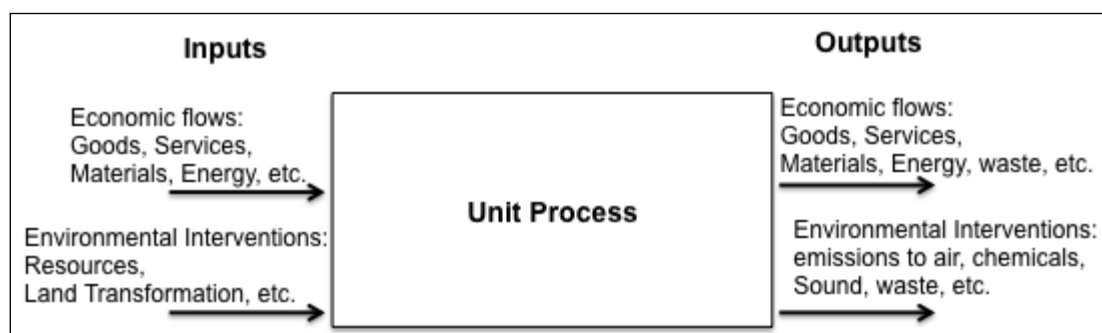 Inputs
Outputs
Economic flows:
Goods, Services,
Materials, Energy, etc.
Environmental Interventions:
Resources,
Land Transformation, etc.
Unit Process
Economic flows:
Goods, Services,
Materials, Energy, waste, etc.
Environmental Interventions:
emissions to air, chemicals,
Sound, waste, etc.